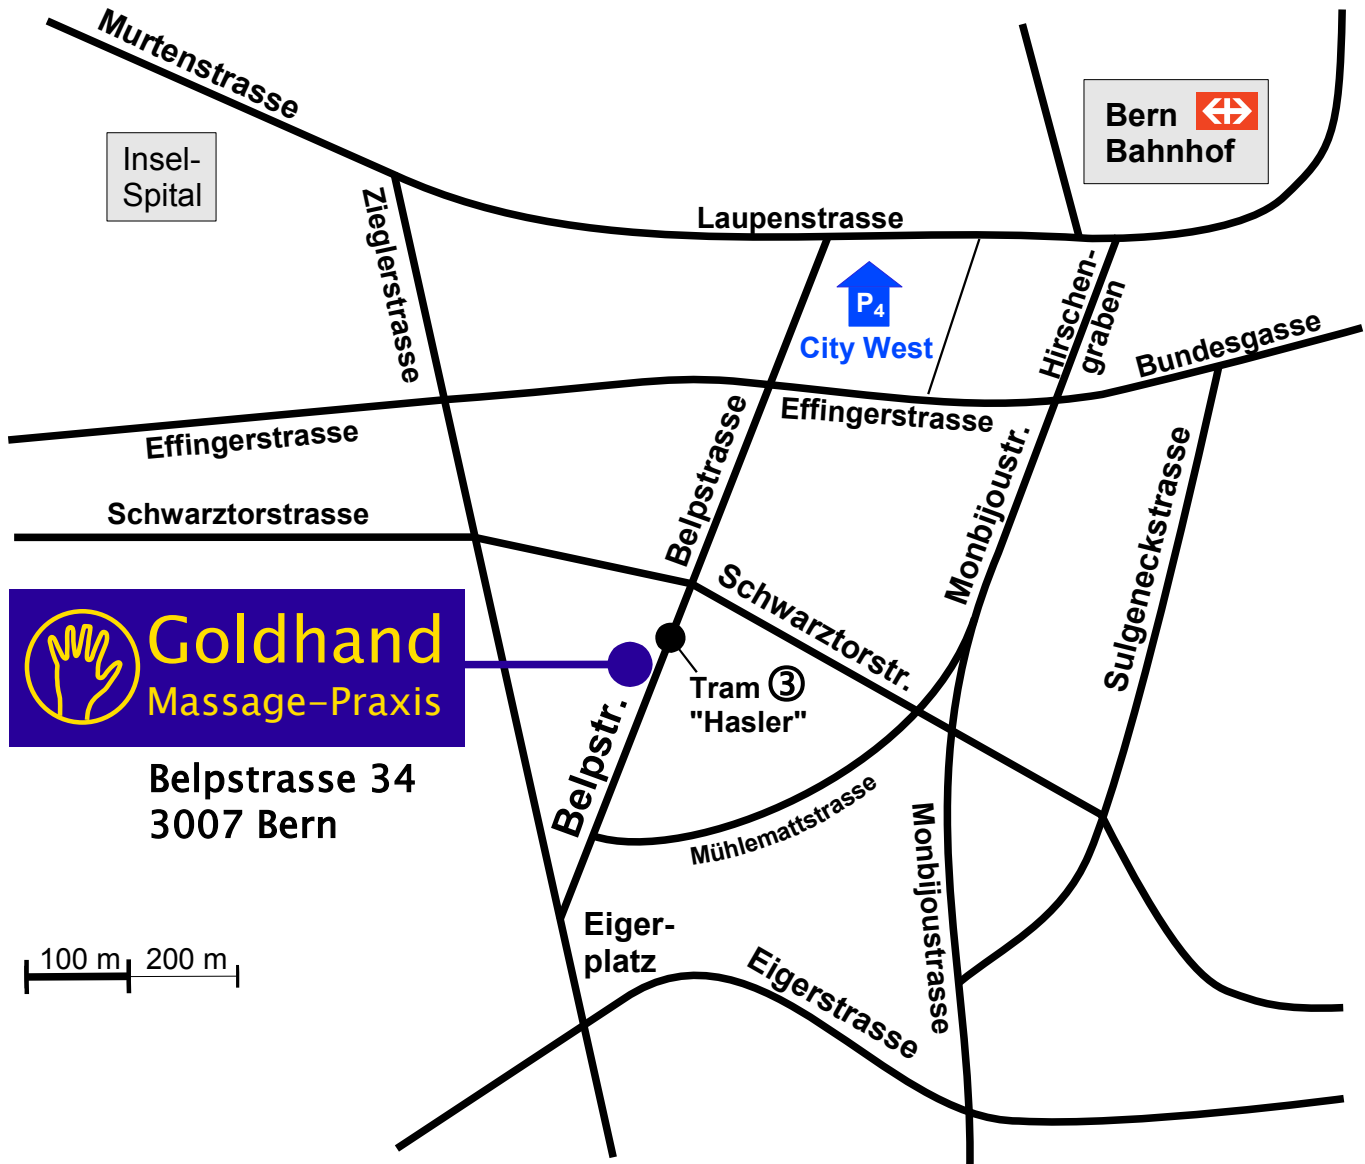 Murtenstrasse
Bern
Bahnhof
Insel-
Spital
Zieglerstrasse
Laupenstrasse
Hirschen-
graben
P4
City West
Bundesgasse
Effingerstrasse
Effingerstrasse
Belpstrasse
Monbijoustr.
Sulgeneckstrasse
Schwarztorstrasse
Schwarztorstr.
Goldhand
Massage-Praxis
Tram ③
"Hasler"
Belpstr.
Belpstrasse 34
3007 Bern
Mühlemattstrasse
Monbijoustrasse
Eiger-
platz
Eigerstrasse
100 m 200 m